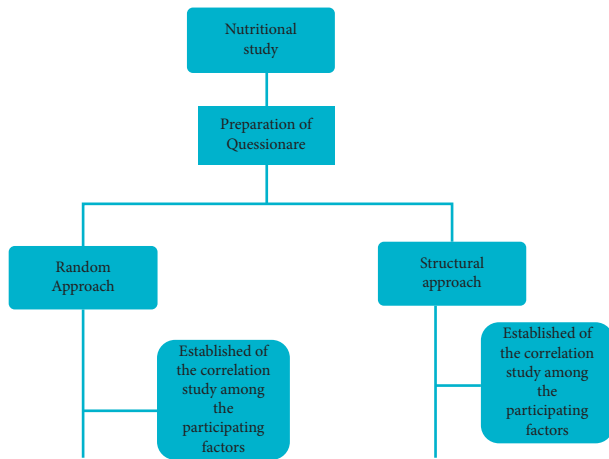 Nutritional
study
Preparation of
Quessionare
Random
Approach
Structural
approach
Established of
the correlation
study among
the
participating
factors
Established of
the correlation
study among
the
participating
factors